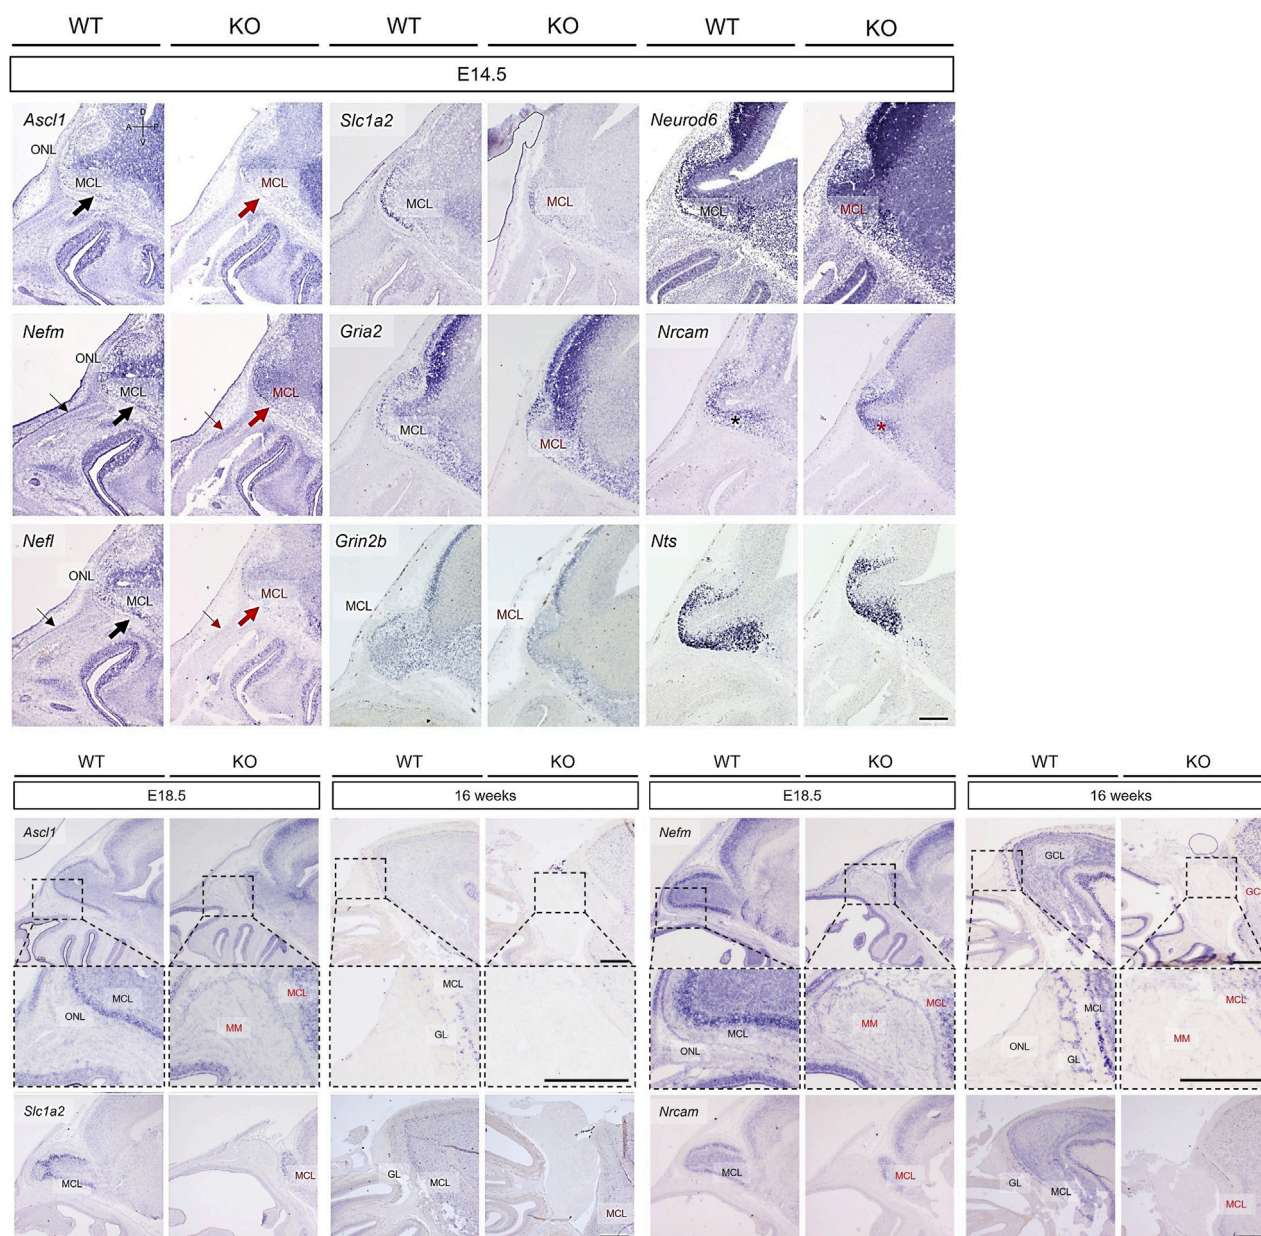 WT KO WT KO WT KO
E14.5
Ascl1 D A P V ONL MCL MCL Slc1a2 MCL MCL Neurod6 MCL MCL
Nefm ONL MCL MCL Gria2 MCL MCL Nrcam * *
Nefl ONL MCL MCL Grin2b MCL MCL Nts
WT KO WT KO WT KO WT KO
E18.5 16 weeks E18.5 16 weeks
Ascl1 Nefm GCL
MCL ONL MCL MM MCL GL MCL ONL MCL MM MCL ONL GL MCL MM
Slc1a2 MCL MCL GL MCL MCL Nrcam MCL MCL GL MCL MCL